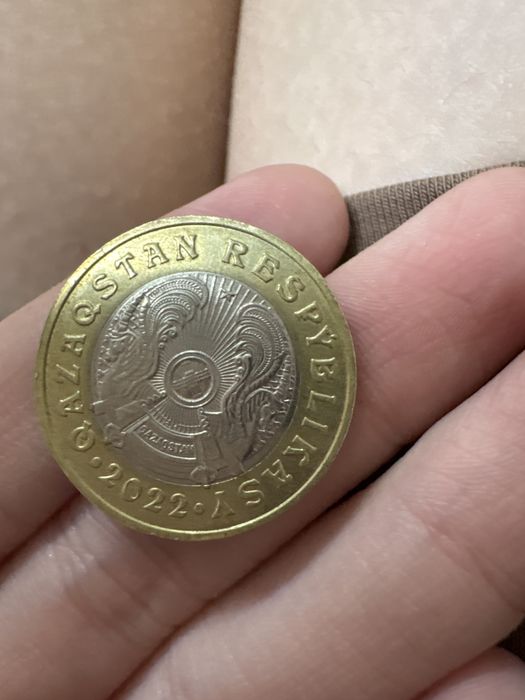 QAZAQSTAN RESPÝBLIKASY
• 2022 •
QAZAQSTAN